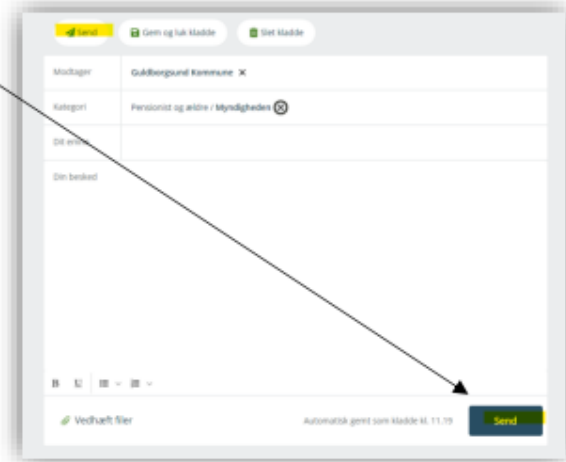 Send Gem og luk kladde Slet kladde
Modtager Guldborgsund Kommune X
Kategori Pensionist og ældre / Myndigheden
Dit emne
Din besked
B U
Vedhæft filer Automatisk gemt som kladde kl. 11.19 Send